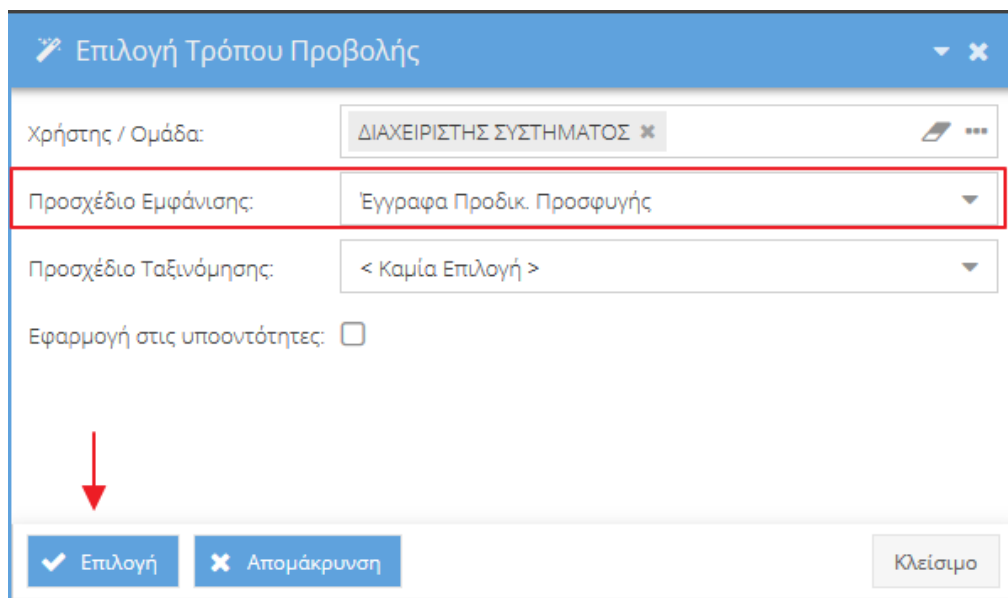 Επιλογή Τρόπου Προβολής
Χρήστης / Ομάδα: ΔΙΑΧΕΙΡΙΣΤΗΣ ΣΥΣΤΗΜΑΤΟΣ
Προσχέδιο Εμφάνισης: Έγγραφα Προδικ. Προσφυγής
Προσχέδιο Ταξινόμησης: < Καμία Επιλογή >
Εφαρμογή στις υποοντότητες:
Επιλογή Απομάκρυνση Κλείσιμο